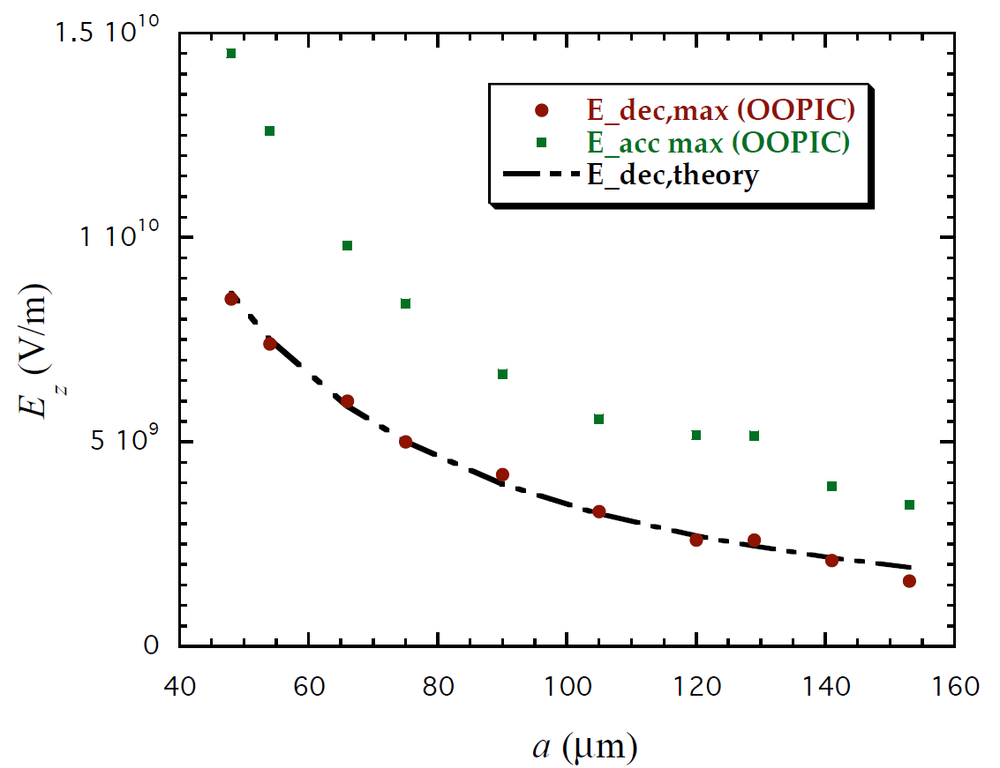 1.5 10¹⁰
E_dec,max (OOPIC)
E_acc max (OOPIC)
E_dec,theory
1 10¹⁰
E_z (V/m)
5 10⁹
0
40 60 80 100 120 140 160
a (μm)